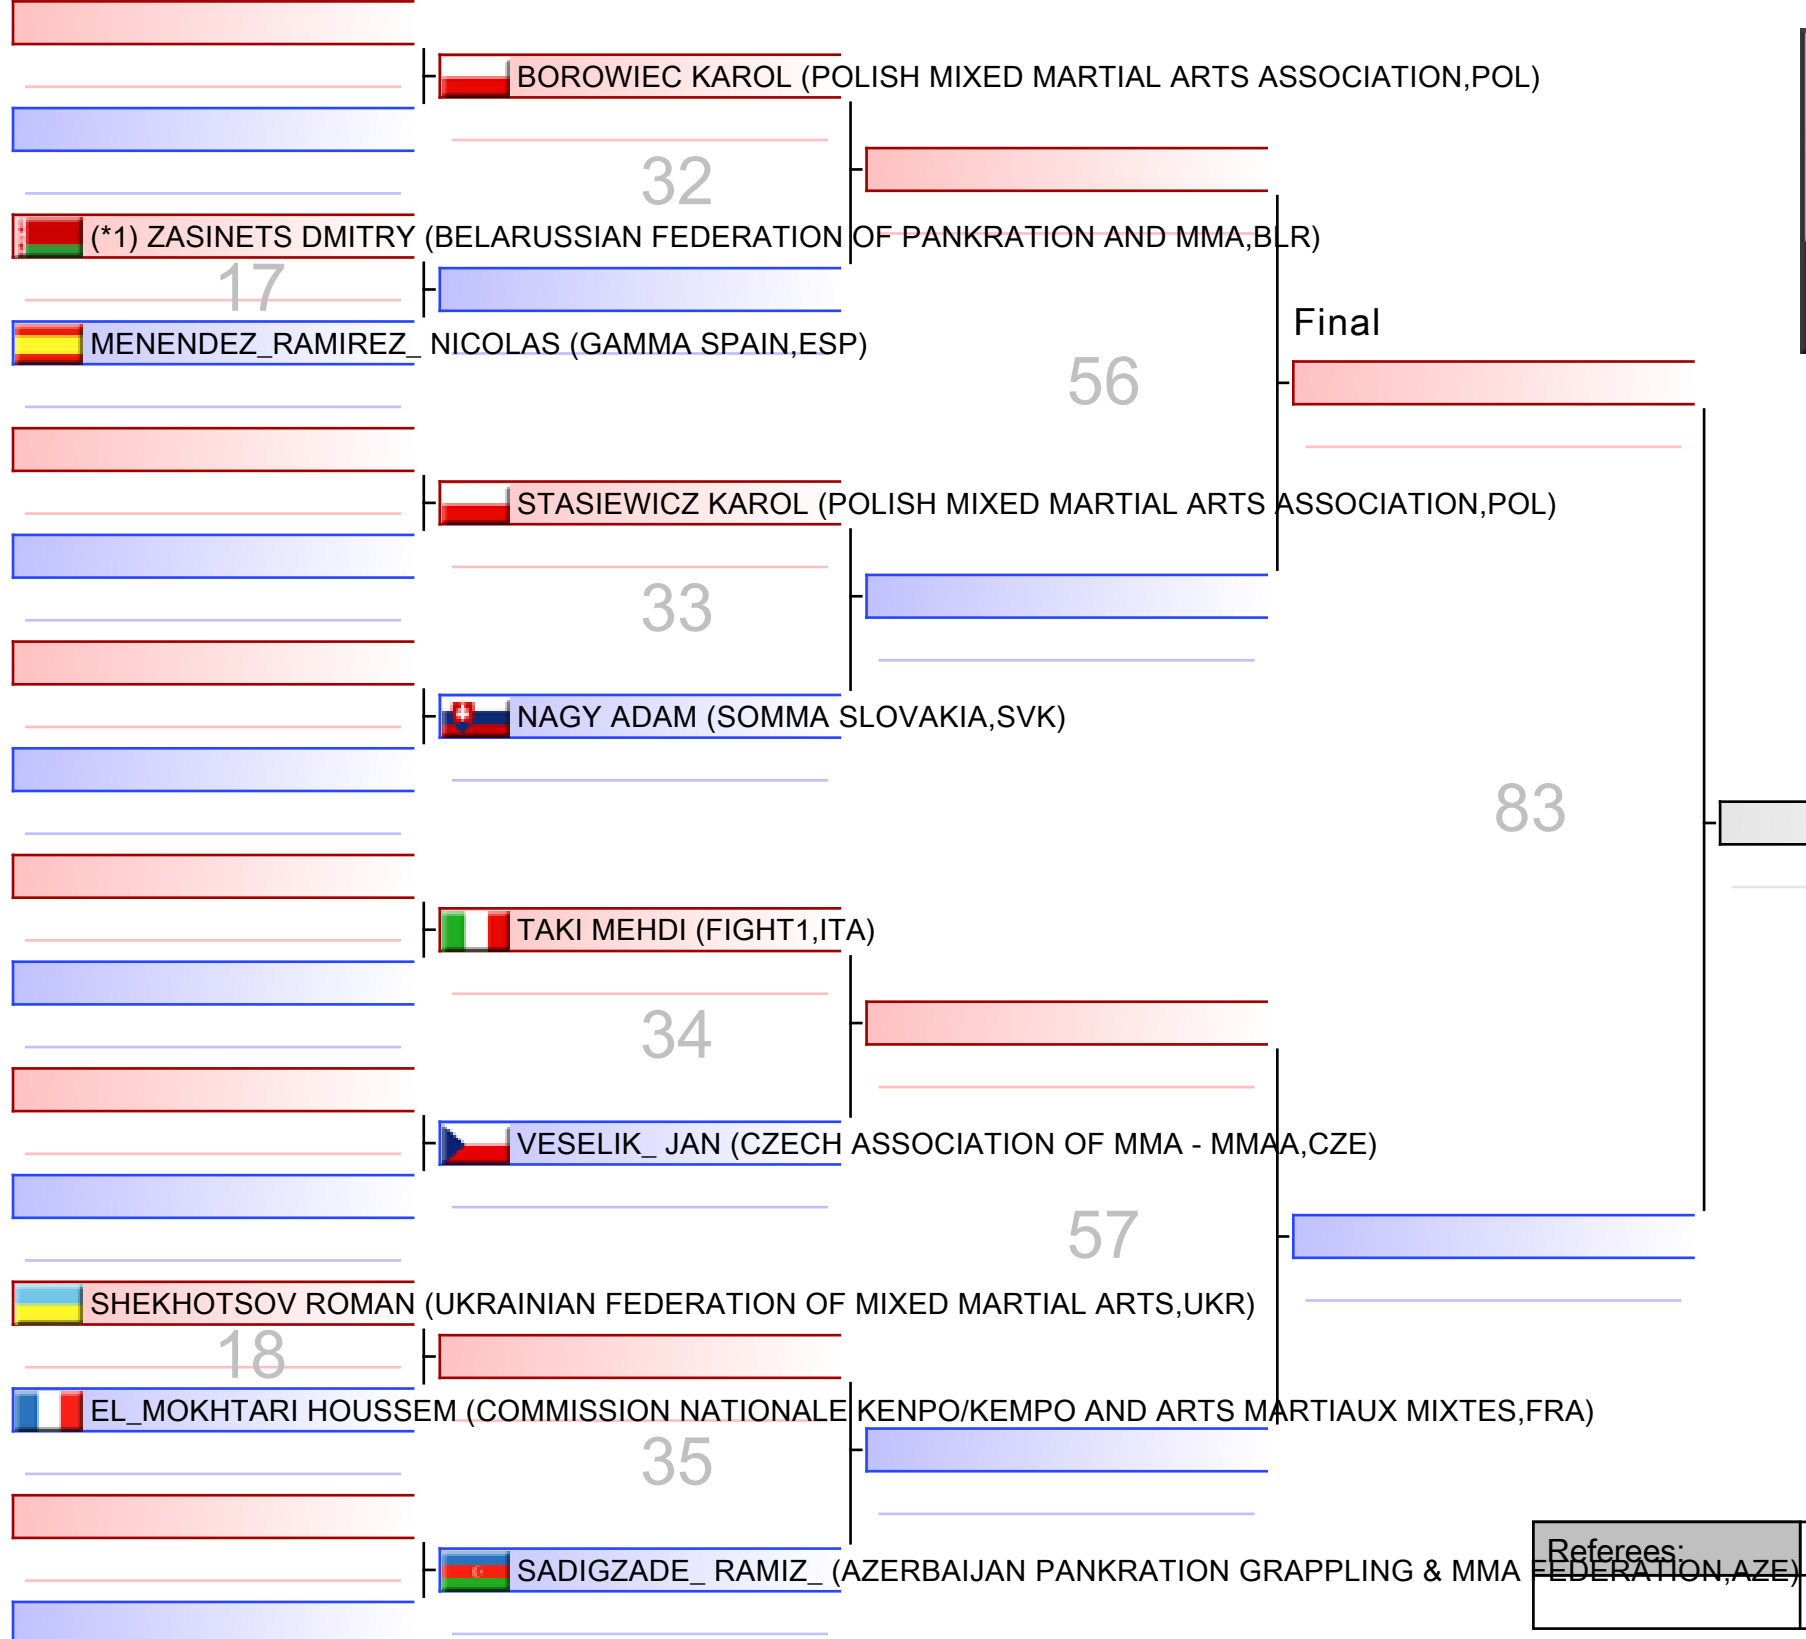 BOROWIEC KAROL (POLISH MIXED MARTIAL ARTS ASSOCIATION,POL)
32
(*1) ZASINETS DMITRY (BELARUSSIAN FEDERATION OF PANKRATION AND MMA,BLR)
17
Final
MENENDEZ_RAMIREZ_ NICOLAS (GAMMA SPAIN,ESP)
56
STASIEWICZ KAROL (POLISH MIXED MARTIAL ARTS ASSOCIATION,POL)
33
NAGY ADAM (SOMMA SLOVAKIA,SVK)
83
TAKI MEHDI (FIGHT1,ITA)
34
VESELIK_ JAN (CZECH ASSOCIATION OF MMA - MMAA,CZE)
57
SHEKHOTSOV ROMAN (UKRAINIAN FEDERATION OF MIXED MARTIAL ARTS,UKR)
18
EL_MOKHTARI HOUSSEM (COMMISSION NATIONALE KENPO/KEMPO AND ARTS MARTIAUX MIXTES,FRA)
35
Referees:
SADIGZADE_ RAMIZ_ (AZERBAIJAN PANKRATION GRAPPLING & MMA FEDERATION,AZE)